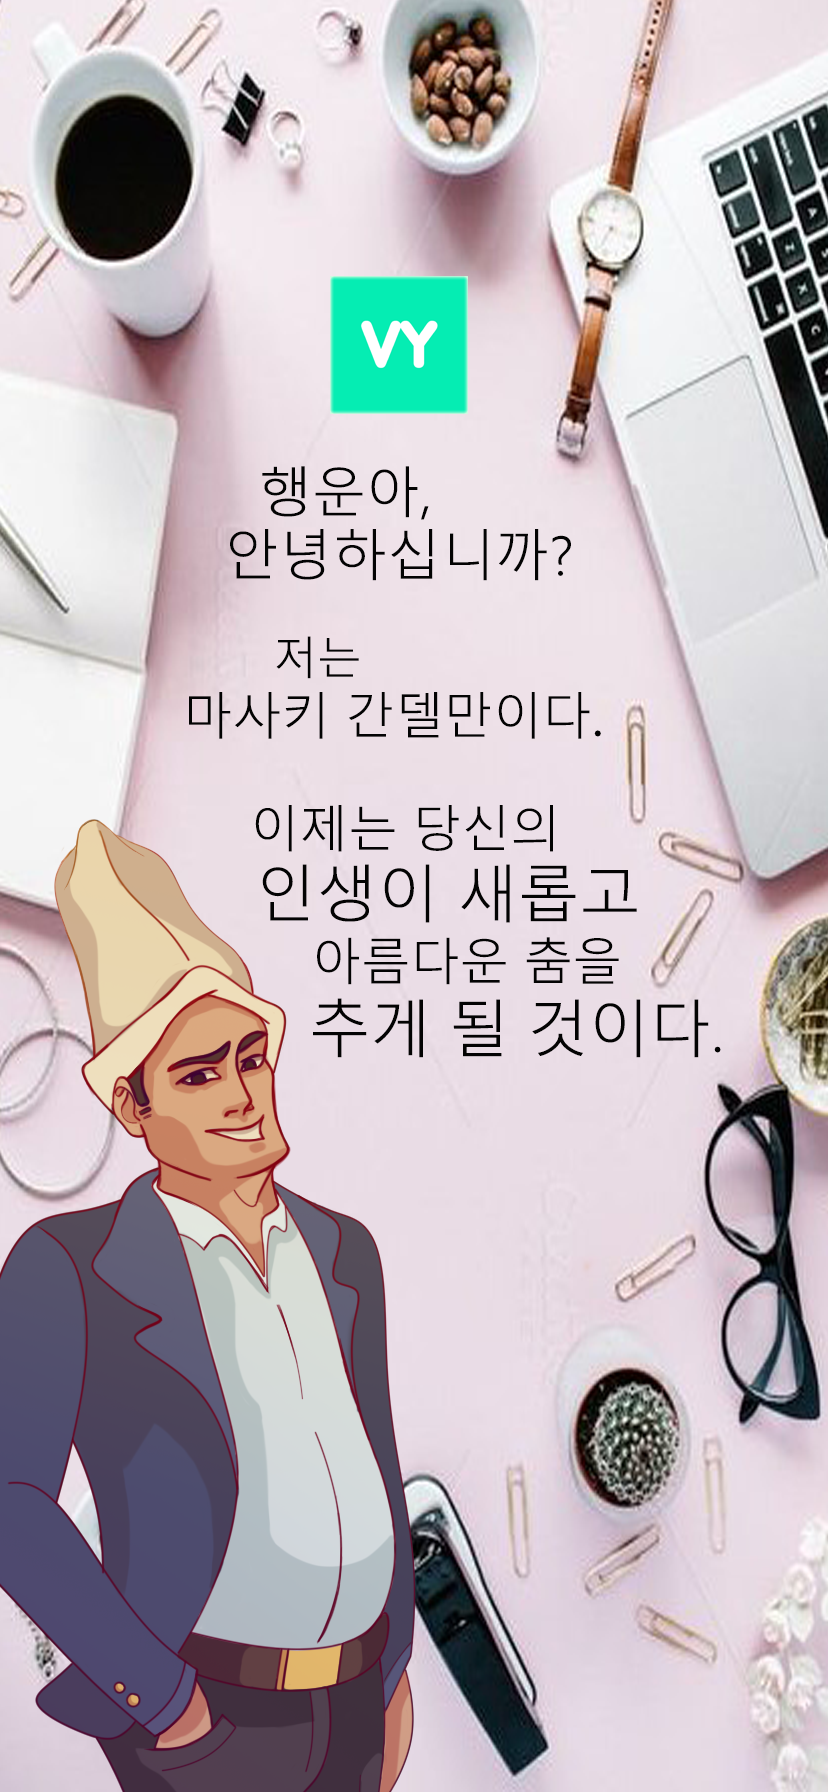 VY
행운아,
안녕하십니까?
저는
마사키 간델만이다.
이제는 당신의
인생이 새롭고
아름다운 춤을
추게 될 것이다.